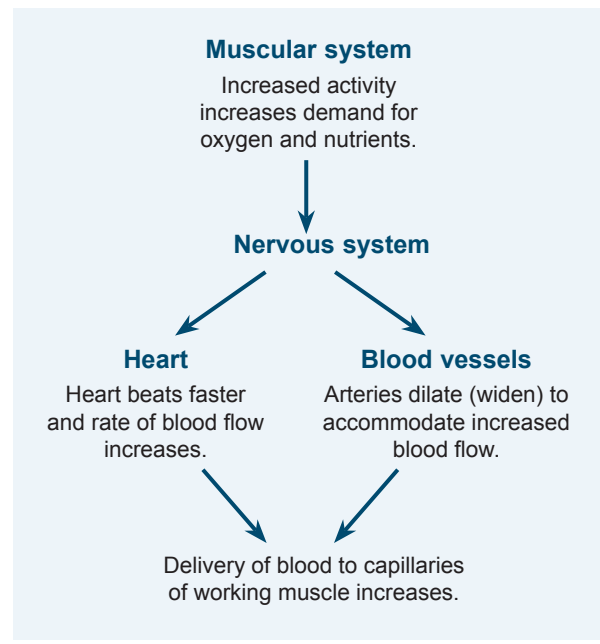 Muscular system
Increased activity
increases demand for
oxygen and nutrients.
Nervous system
Heart
Heart beats faster
and rate of blood flow
increases.
Blood vessels
Arteries dilate (widen) to
accommodate increased
blood flow.
Delivery of blood to capillaries
of working muscle increases.